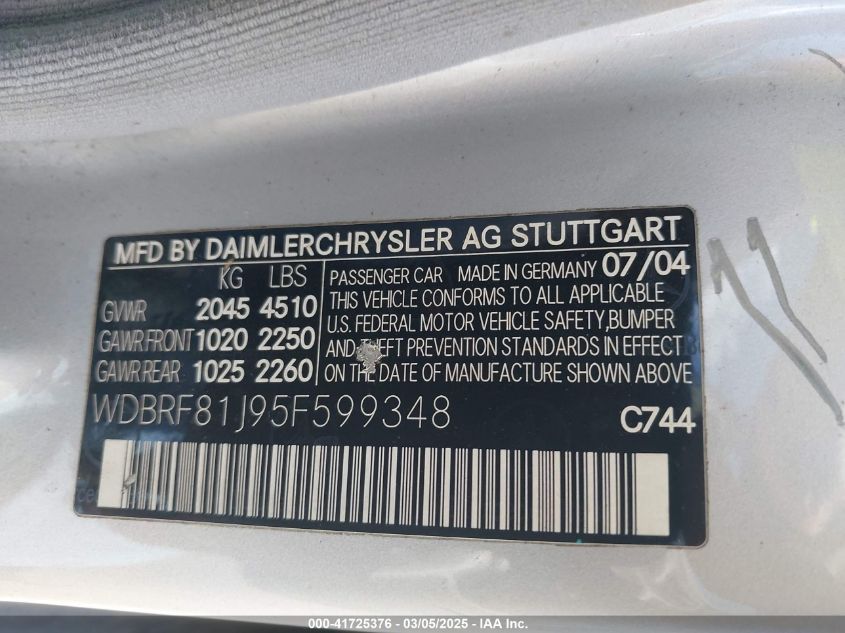 MFD BY DAIMLERCHRYSLER AG STUTTGART
KG LBS
GVWR 2045 4510
GAWR FRONT 1020 2250
GAWR REAR 1025 2260
PASSENGER CAR MADE IN GERMANY 07/04
THIS VEHICLE CONFORMS TO ALL APPLICABLE
U.S. FEDERAL MOTOR VEHICLE SAFETY,BUMPER
AND THEFT PREVENTION STANDARDS IN EFFECT
ON THE DATE OF MANUFACTURE SHOWN ABOVE
WDBRF81J95F599348
C744
000-41725376 - 03/05/2025 - IAA Inc.